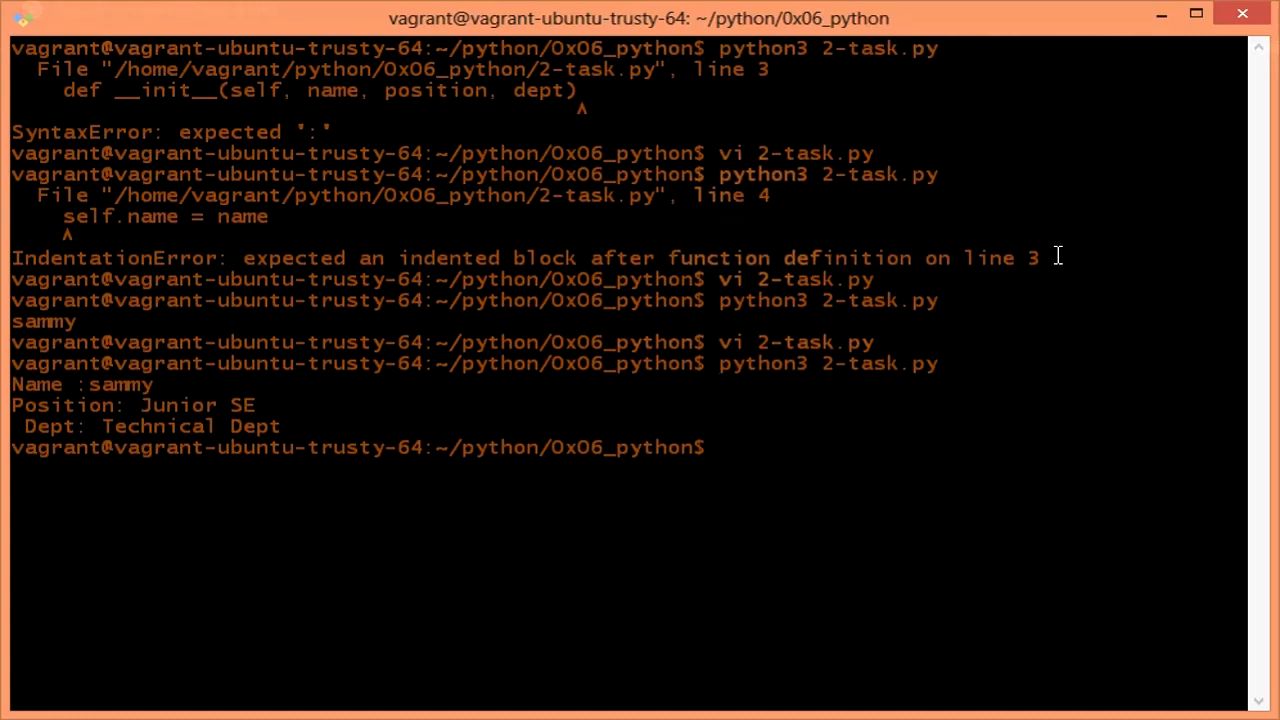 vagrant@vagrant-ubuntu-trusty-64: ~/python/0x06_python
vagrant@vagrant-ubuntu-trusty-64:~/python/0x06_python$ python3 2-task.py
  File "/home/vagrant/python/0x06_python/2-task.py", line 3
    def __init__(self, name, position, dept)
                                            ^
SyntaxError: expected ':'
vagrant@vagrant-ubuntu-trusty-64:~/python/0x06_python$ vi 2-task.py
vagrant@vagrant-ubuntu-trusty-64:~/python/0x06_python$ python3 2-task.py
  File "/home/vagrant/python/0x06_python/2-task.py", line 4
    self.name = name
    ^
IndentationError: expected an indented block after function definition on line 3
vagrant@vagrant-ubuntu-trusty-64:~/python/0x06_python$ vi 2-task.py
vagrant@vagrant-ubuntu-trusty-64:~/python/0x06_python$ python3 2-task.py
sammy
vagrant@vagrant-ubuntu-trusty-64:~/python/0x06_python$ vi 2-task.py
vagrant@vagrant-ubuntu-trusty-64:~/python/0x06_python$ python3 2-task.py
Name :sammy
Position: Junior SE
 Dept: Technical Dept
vagrant@vagrant-ubuntu-trusty-64:~/python/0x06_python$